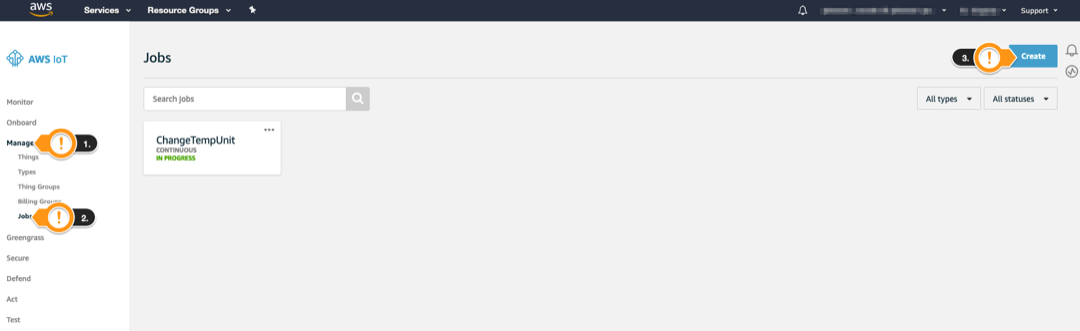 aws Services Resource Groups Support
AWS IoT
Jobs
3. ! Create
Monitor
Search jobs
All types All statuses
Onboard
Manage ! 1.
ChangeTempUnit
CONTINUOUS
IN PROGRESS
Things
Types
Thing Groups
Billing Groups
Jobs ! 2.
Greengrass
Secure
Defend
Act
Test